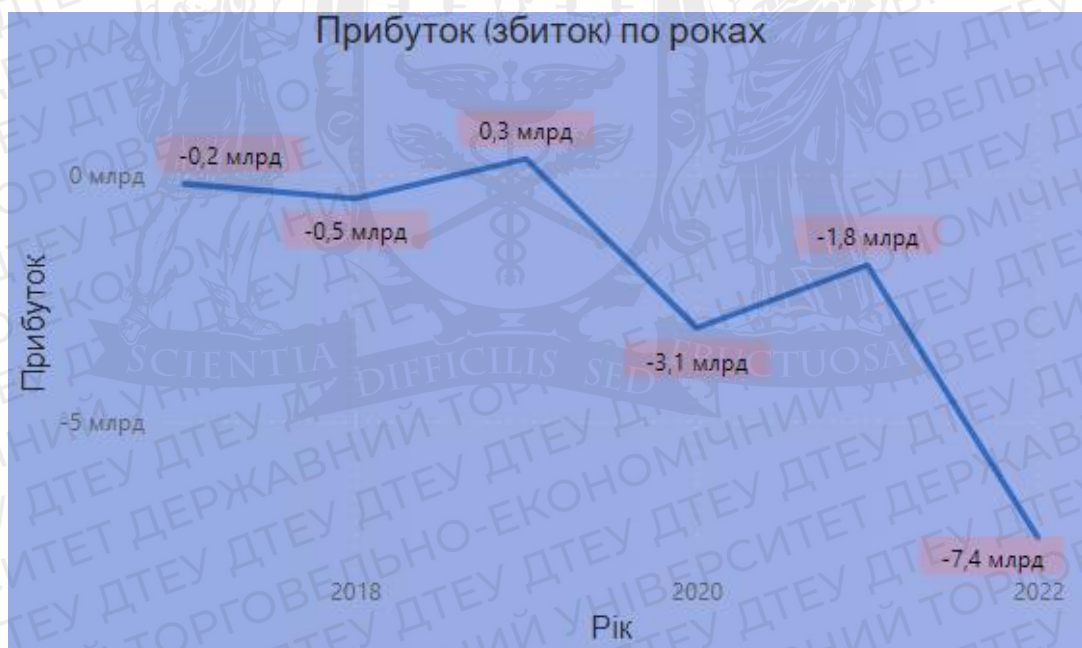 Прибуток (збиток) по роках
0,3 млрд
-0,2 млрд
0 млрд
-0,5 млрд
-1,8 млрд
Прибуток
-3,1 млрд
SCIENTIA DIFFICILIS SED FRUCTUOSA
-5 млрд
-7,4 млрд
2018 2020 2022
Рік